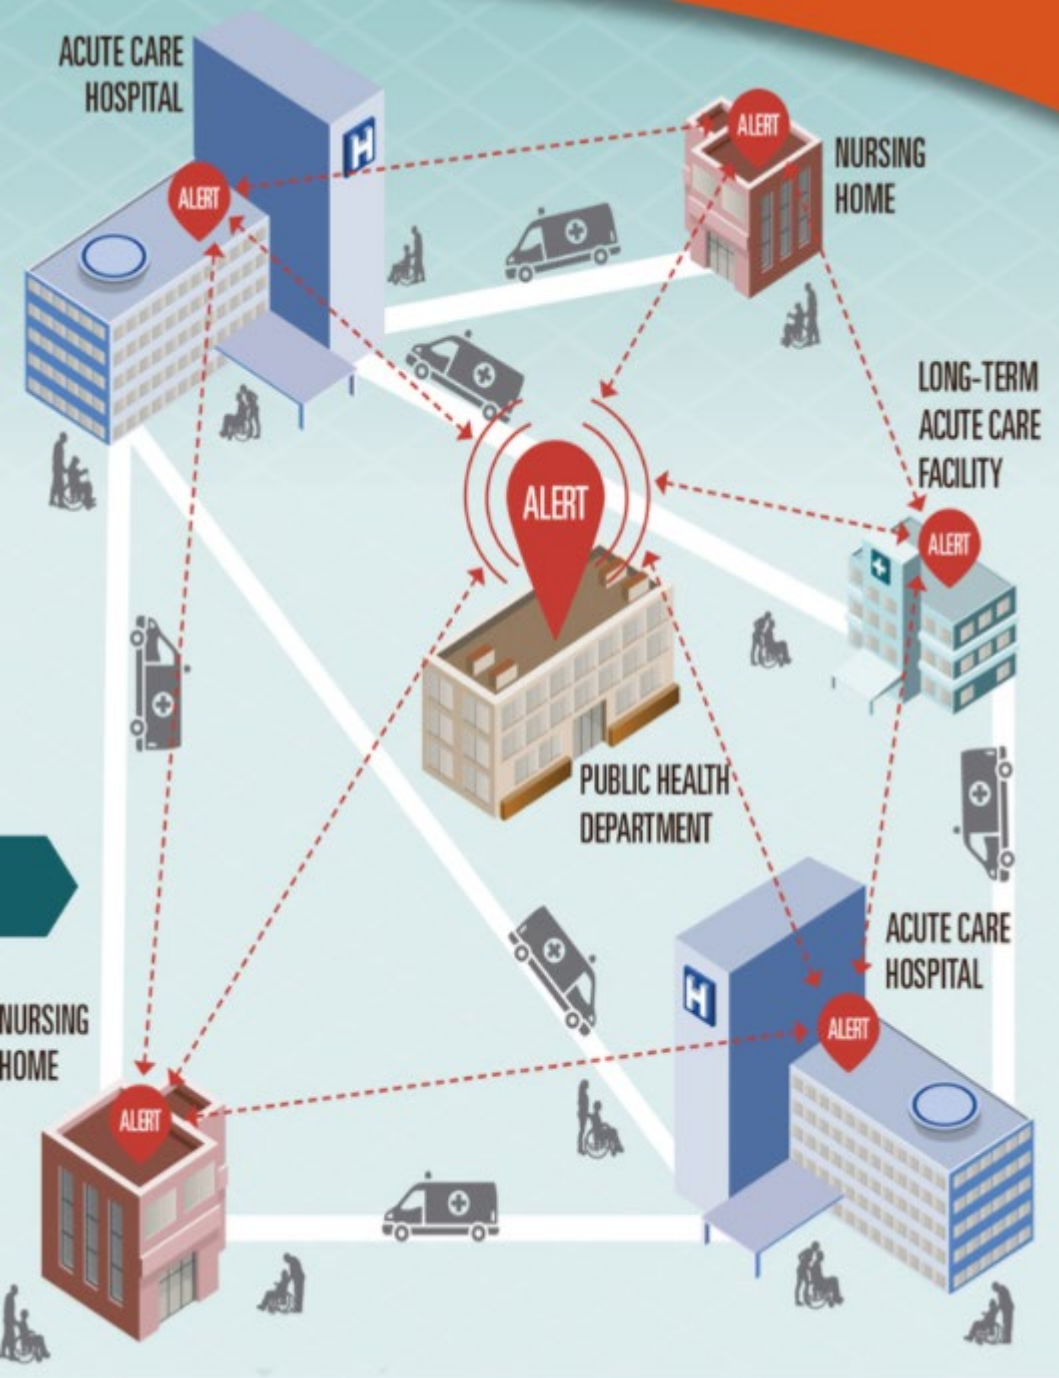 ACUTE CARE
HOSPITAL
H
ALERT
ALERT
NURSING
HOME
LONG-TERM
ACUTE CARE
FACILITY
ALERT
ALERT
PUBLIC HEALTH
DEPARTMENT
ACUTE CARE
HOSPITAL
H
ALERT
NURSING
HOME
ALERT